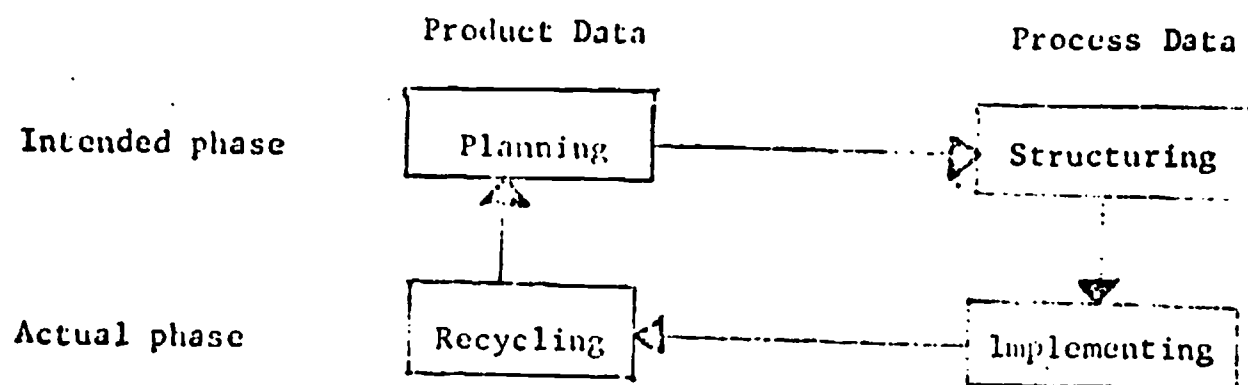 Product Data
Process Data
Intended phase
Planning
Structuring
Actual phase
Recycling
Implementing